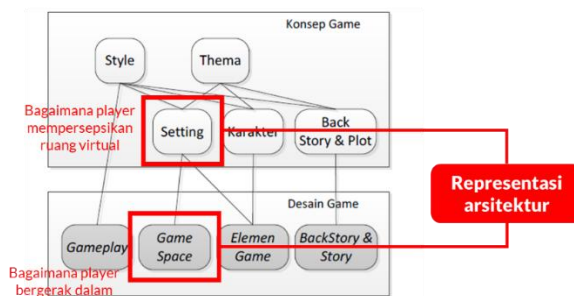 Konsep Game
Style
Thema
Bagaimana player
mempersepsikan
ruang virtual
Setting
Karakter
Back
Story & Plot
Representasi
arsitektur
Desain Game
Gameplay
Game
Space
Elemen
Game
BackStory &
Story
Bagaimana player
bergerak dalam